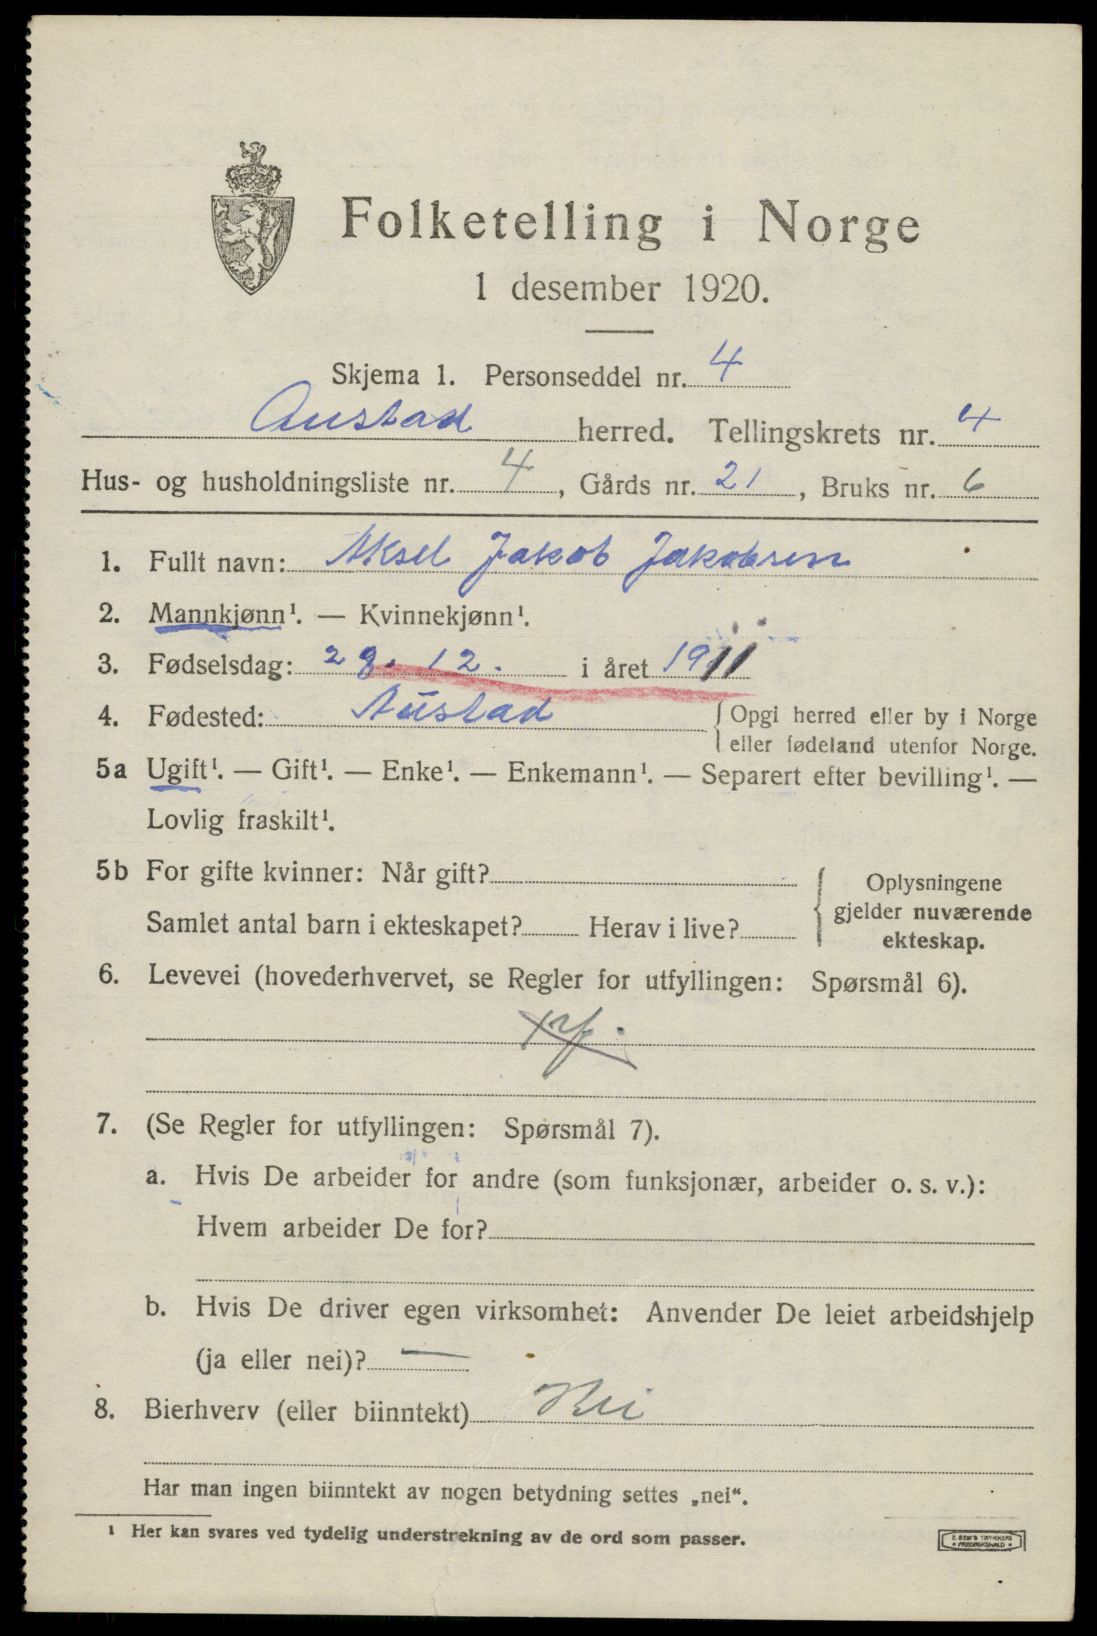 Folketelling i Norge
1 desember 1920.
Skjema 1. Personseddel nr. 4
Austad herred. Tellingskrets nr. 4
Hus- og husholdningsliste nr. 4, Gårds nr. 21, Bruks nr. 6
1. Fullt navn: Aksel Jakob Jakobsen
2. Mannkjønn¹. — Kvinnekjønn¹.
3. Fødselsdag: 28. 12. i året 1911
4. Fødested: Austad { Opgi herred eller by i Norge
eller fødeland utenfor Norge.
5a Ugift¹. — Gift¹. — Enke¹. — Enkemann¹. — Separert efter bevilling¹. —
Lovlig fraskilt¹.
5b For gifte kvinner: Når gift?
Samlet antal barn i ekteskapet? Herav i live?
{ Oplysningene
gjelder nuværende
ekteskap.
6. Levevei (hovederhvervet, se Regler for utfyllingen: Spørsmål 6).
7. (Se Regler for utfyllingen: Spørsmål 7).
a. Hvis De arbeider for andre (som funksjonær, arbeider o. s. v.):
Hvem arbeider De for?
b. Hvis De driver egen virksomhet: Anvender De leiet arbeidshjelp
(ja eller nei)? —
8. Bierhverv (eller biinntekt) Nei
Har man ingen biinntekt av nogen betydning settes „nei“.
¹ Her kan svares ved tydelig understrekning av de ord som passer.